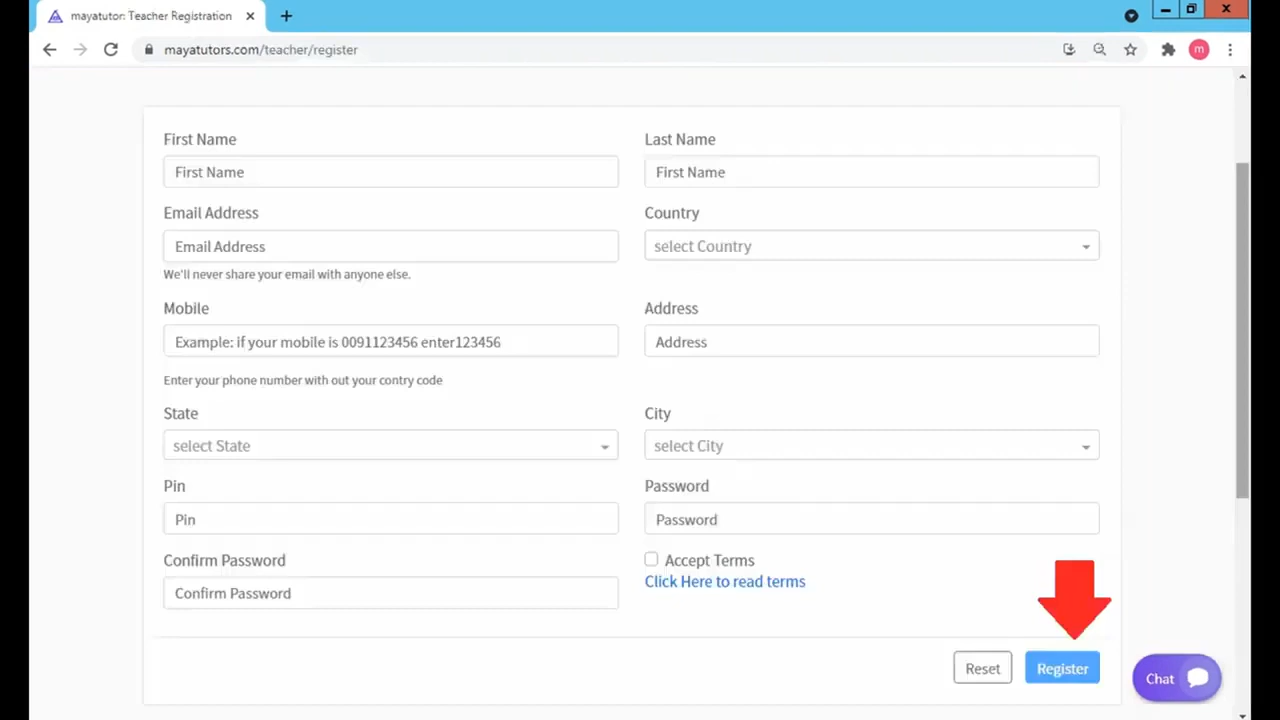 mayatutor: Teacher Registration
mayatutors.com/teacher/register
m
First Name
First Name
Last Name
First Name
Email Address
Email Address
We'll never share your email with anyone else.
Country
select Country
Mobile
Example: if your mobile is 0091123456 enter123456
Enter your phone number with out your contry code
Address
Address
State
select State
City
select City
Pin
Pin
Password
Password
Confirm Password
Confirm Password
Accept Terms
Click Here to read terms
Reset
Register
Chat